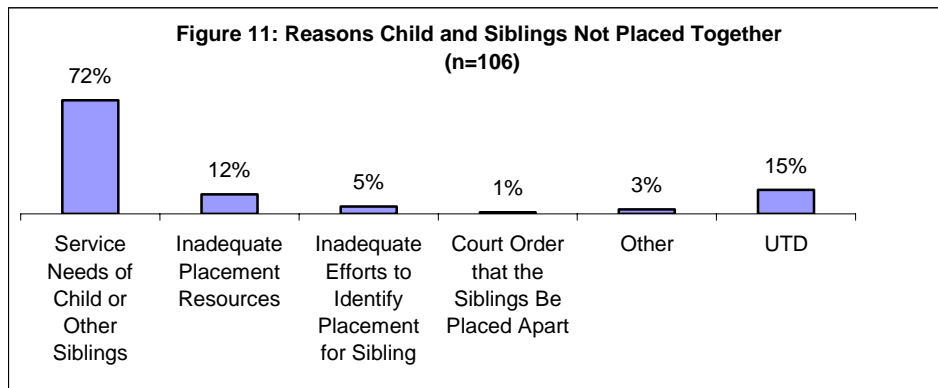 Figure 11: Reasons Child and Siblings Not Placed Together
(n=106)
72%
12%
5%
1%
3%
15%
Service
Needs of
Child or
Other
Siblings
Inadequate
Placement
Resources
Inadequate
Efforts to
Identify
Placement
for Sibling
Court Order
that the
Siblings Be
Placed Apart
Other
UTD